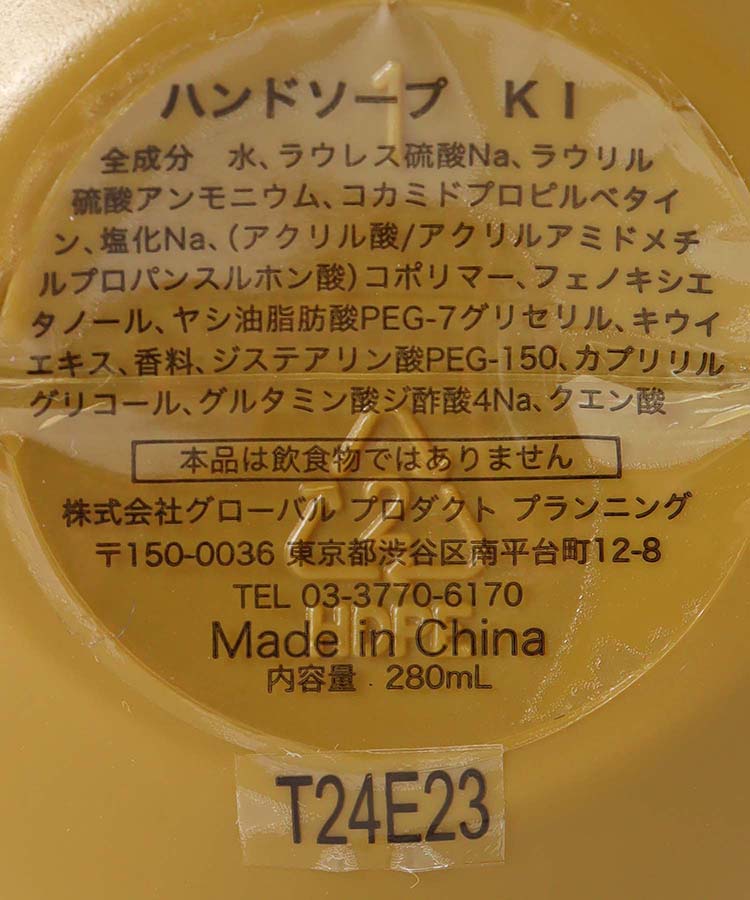 1
ハンドソープ KI
全成分 水、ラウレス硫酸Na、ラウリル
硫酸アンモニウム、コカミドプロピルベタイ
ン、塩化Na、(アクリル酸/アクリルアミドメチ
ルプロパンスルホン酸)コポリマー、フェノキシエ
タノール、ヤシ油脂肪酸PEG-7グリセリル、キウイ
エキス、香料、ジステアリン酸PEG-150、カプリリル
グリコール、グルタミン酸ジ酢酸4Na、クエン酸
本品は飲食物ではありません
株式会社グローバル プロダクト プランニング
〒150-0036 東京都渋谷区南平台町12-8
2
TEL 03-3770-6170
HDPE
Made in China
内容量 . 280mL
T24E23